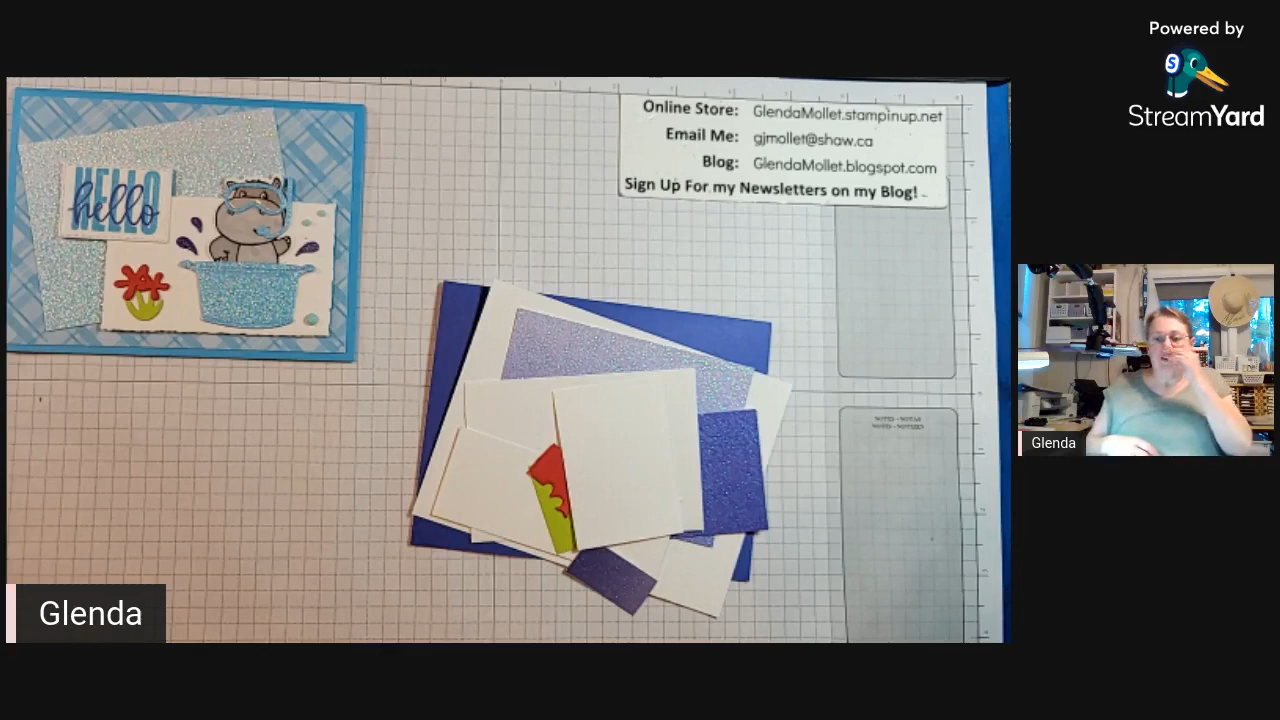 Powered by
StreamYard
Online Store: GlendaMollet.stampinup.net
Email Me: gjmollet@shaw.ca
Blog: GlendaMollet.blogspot.com
Sign Up For my Newsletters on my Blog!
HELLO
hello
Glenda
Glenda